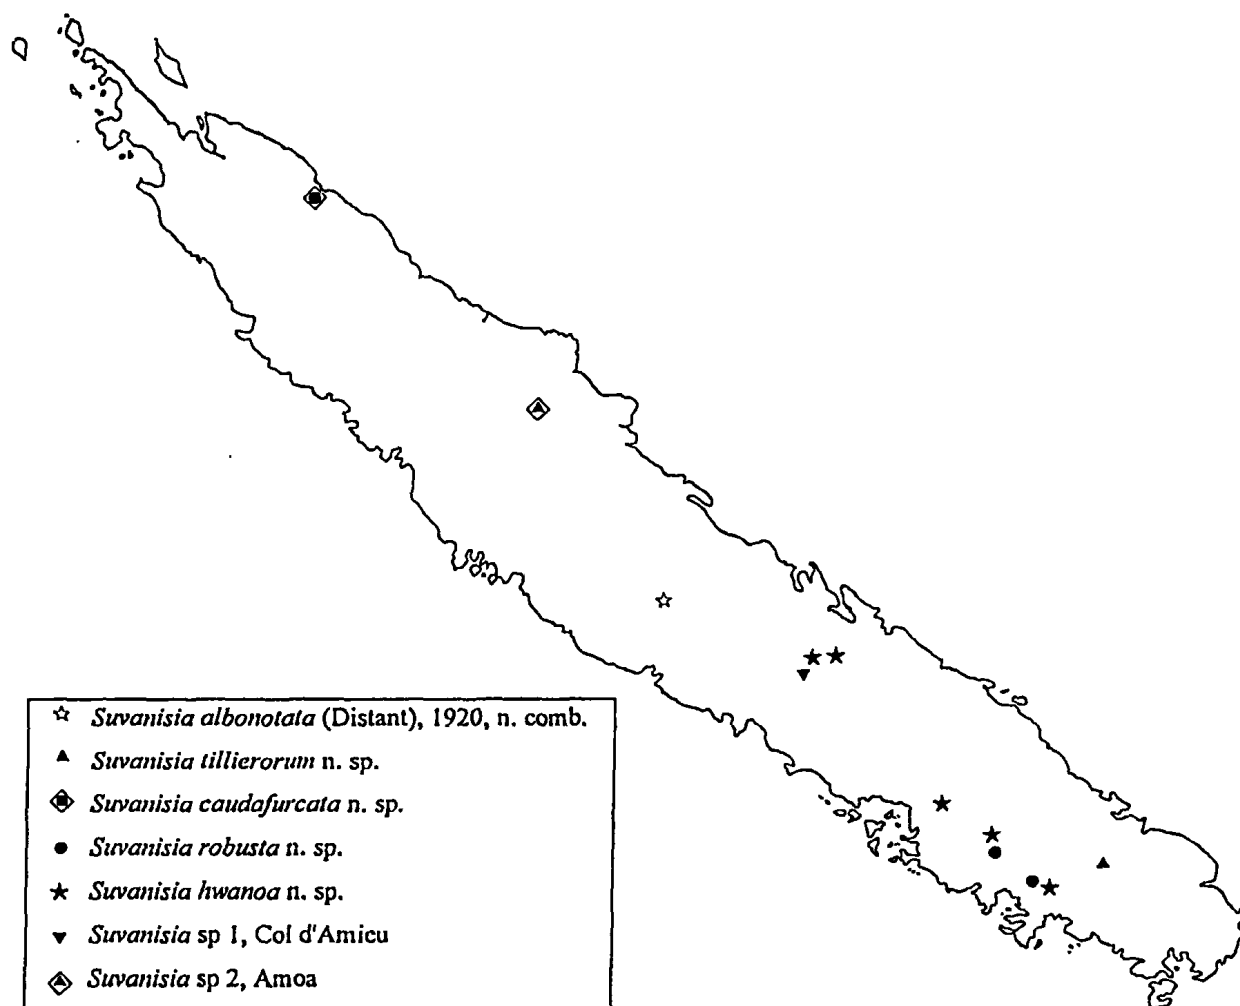 Suvanisia albonotata (Distant), 1920, n. comb.
Suvanisia tillierorum n. sp.
Suvanisia caudafurcata n. sp.
Suvanisia robusta n. sp.
Suvanisia hwanoa n. sp.
Suvanisia sp 1, Col d'Amicu
Suvanisia sp 2, Amoa